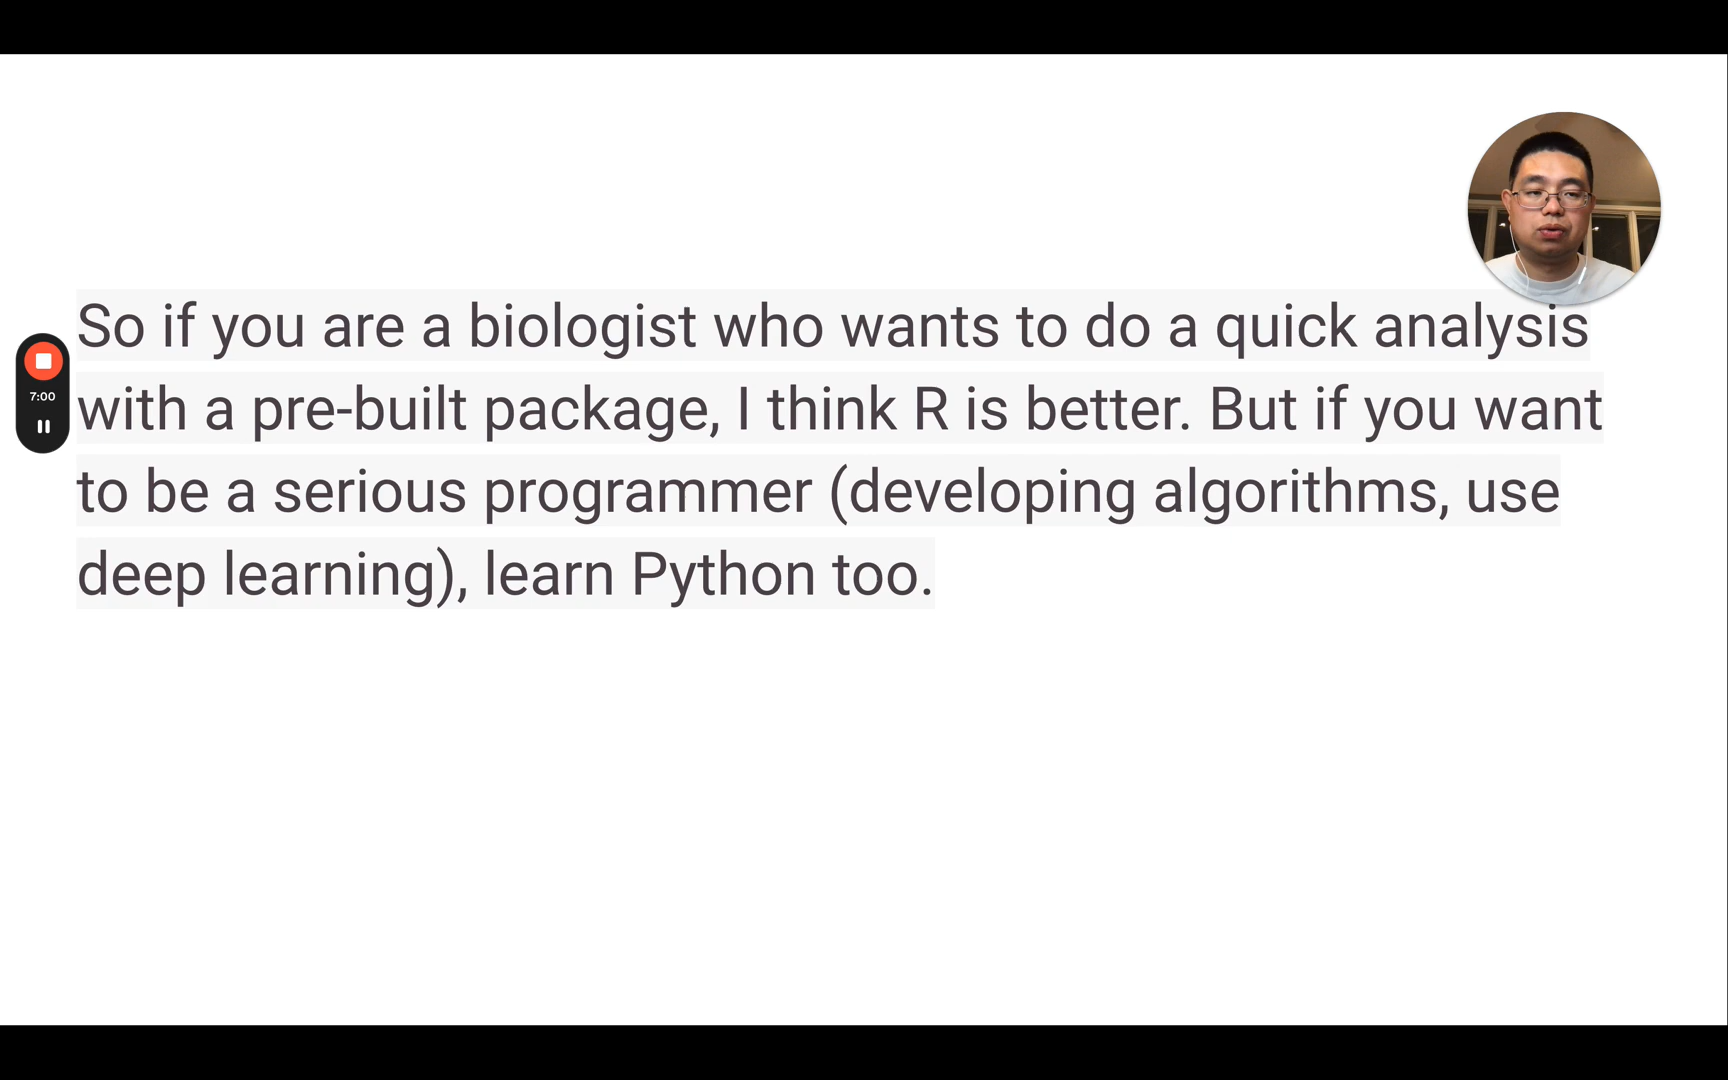 So if you are a biologist who wants to do a quick analysis
with a pre-built package, I think R is better. But if you want
to be a serious programmer (developing algorithms, use
deep learning), learn Python too.
7:00